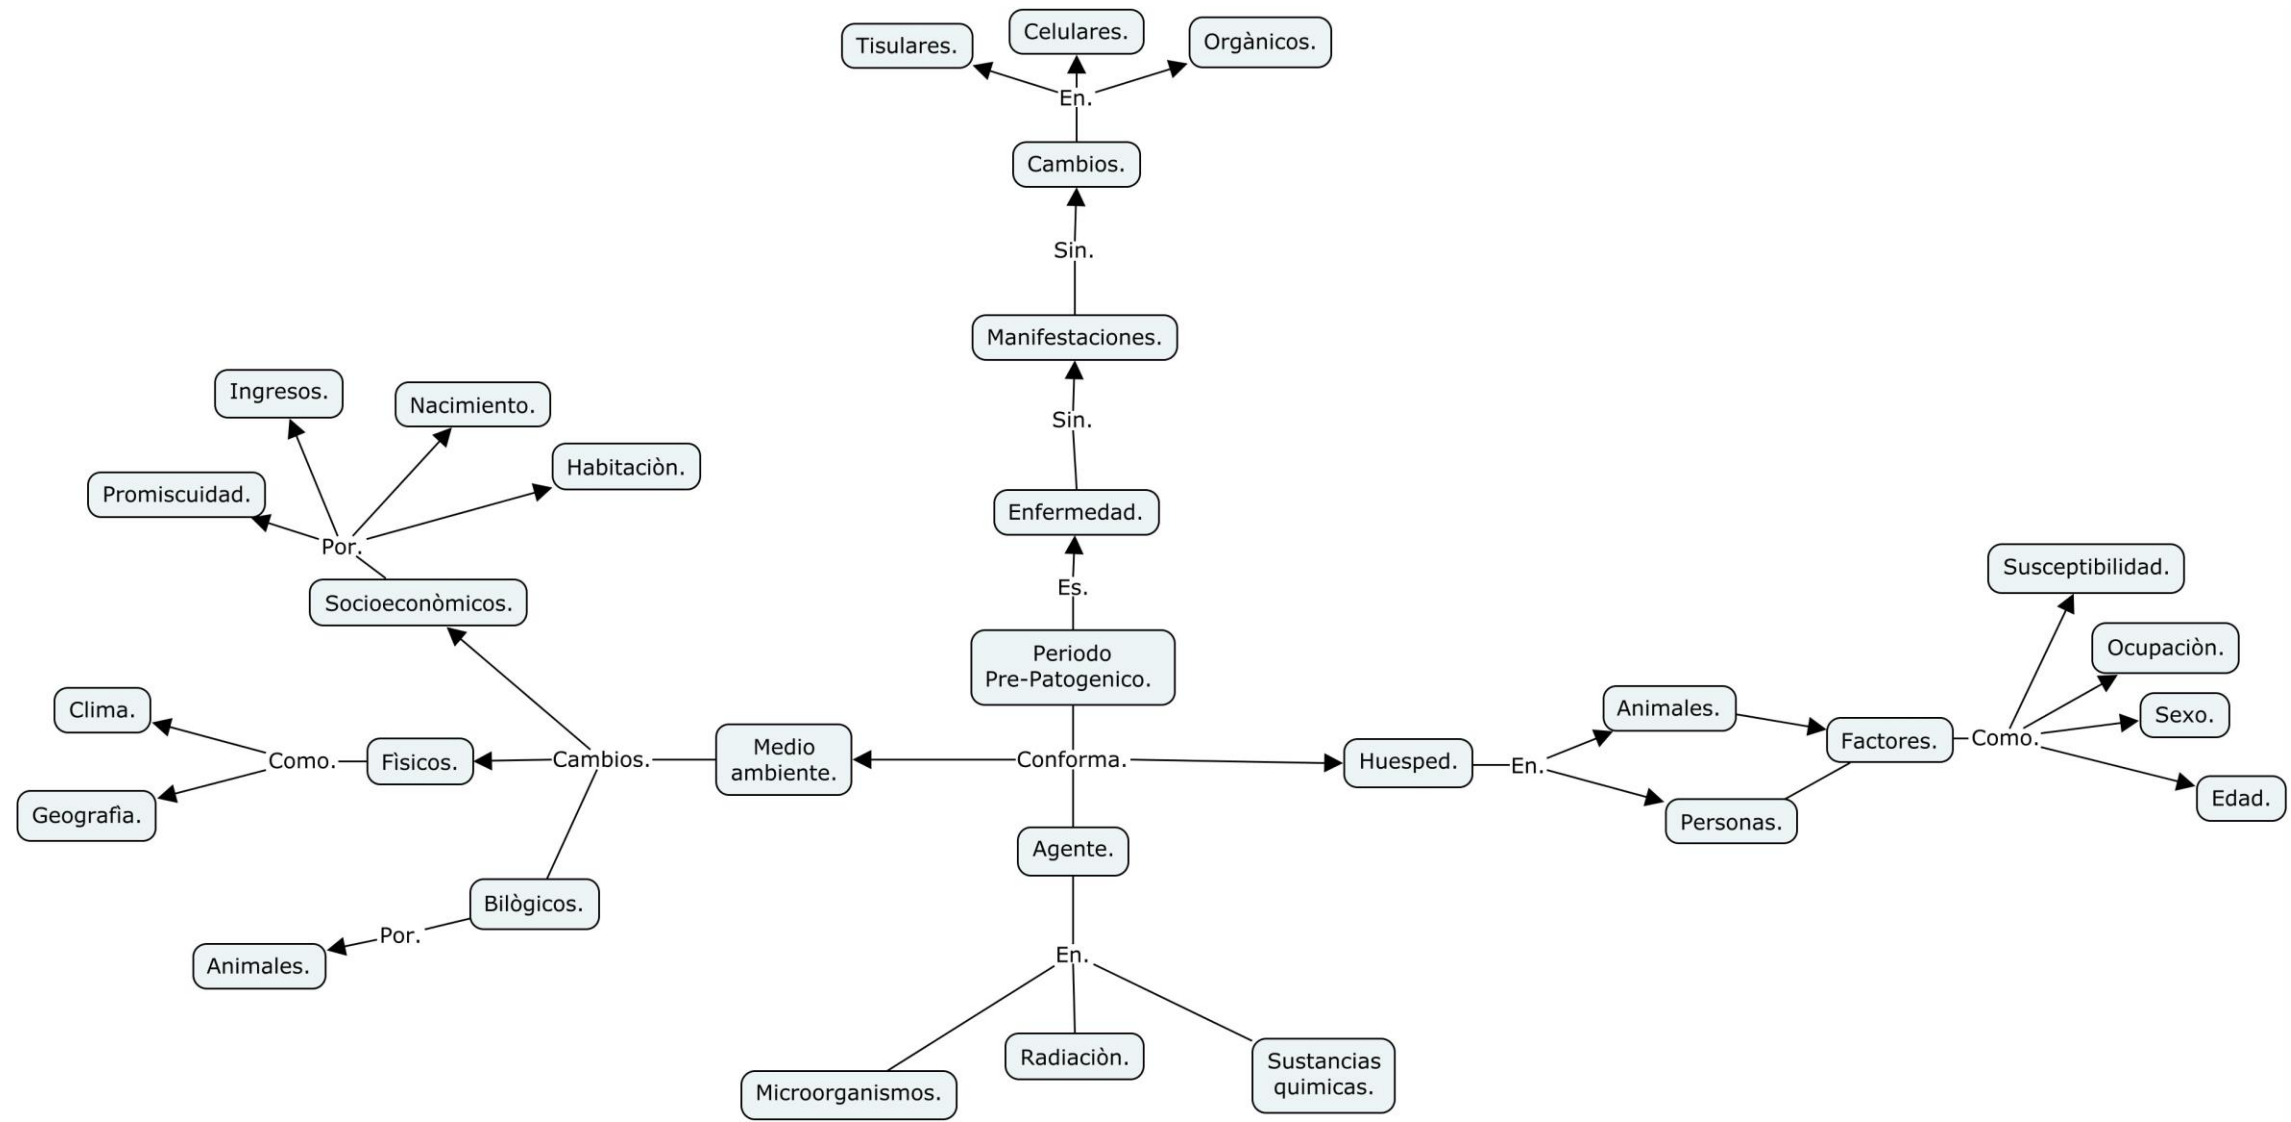 Celulares.
Tisulares.
Orgànicos.
En.
Cambios.
Sin.
Manifestaciones.
Sin.
Enfermedad.
Es.
Periodo
Pre-Patogenico.
Conforma.
Medio
ambiente.
Cambios.
Socioeconòmicos.
Por.
Promiscuidad.
Ingresos.
Nacimiento.
Habitaciòn.
Fìsicos.
Como.
Clima.
Geografìa.
Bilògicos.
Por.
Animales.
Agente.
En.
Microorganismos.
Radiaciòn.
Sustancias
quimicas.
Huesped.
En.
Animales.
Personas.
Factores.
Como.
Susceptibilidad.
Ocupaciòn.
Sexo.
Edad.